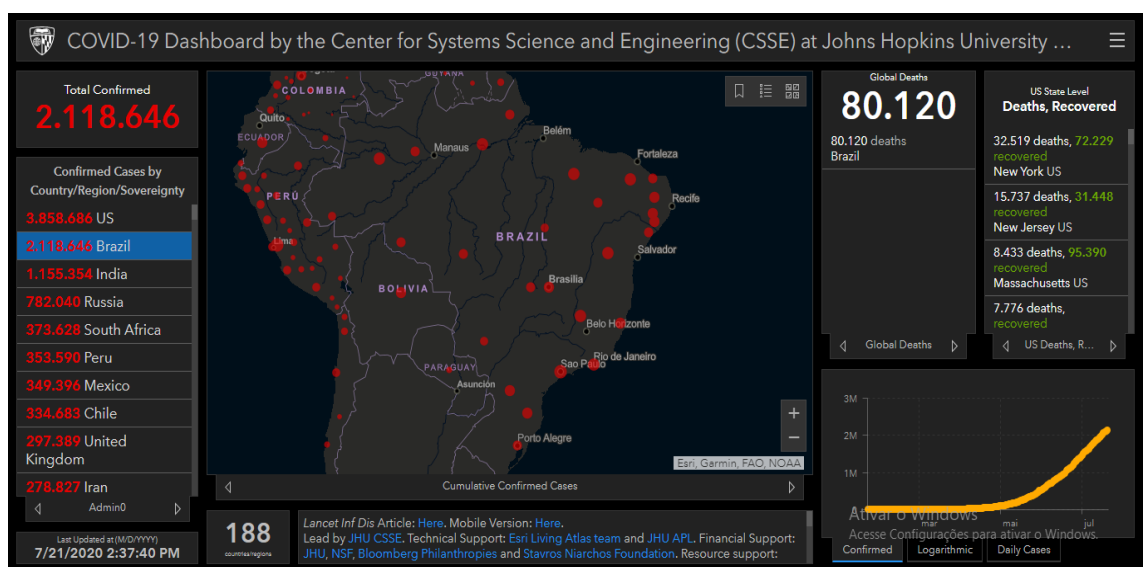 COVID-19 Dashboard by the Center for Systems Science and Engineering (CSSE) at Johns Hopkins University ...
Total Confirmed
2.118.646
Confirmed Cases by
Country/Region/Sovereignty
3.858.686 US
2.118.646 Brazil
1.155.354 India
782.040 Russia
373.628 South Africa
353.590 Peru
349.396 Mexico
334.683 Chile
297.389 United
Kingdom
278.827 Iran
Admin0
Last Updated at (M/D/YYYY)
7/21/2020 2:37:40 PM
GUYANA
COLOMBIA
Quito
ECUADOR
Belém
Manaus
Fortaleza
PERÚ
Recife
Lima
BRAZIL
Salvador
Brasília
BOLIVIA
Belo Horizonte
Rio de Janeiro
Sao Paulo
PARAGUAY
Asunción
Porto Alegre
Esri, Garmin, FAO, NOAA
Cumulative Confirmed Cases
188
countries/regions
Lancet Inf Dis Article: Here. Mobile Version: Here.
Lead by JHU CSSE. Technical Support: Esri Living Atlas team and JHU APL. Financial Support:
JHU, NSF, Bloomberg Philanthropies and Stavros Niarchos Foundation. Resource support:
Global Deaths
80.120
80.120 deaths
Brazil
Global Deaths
US State Level
Deaths, Recovered
32.519 deaths, 72.229
recovered
New York US
15.737 deaths, 31.448
recovered
New Jersey US
8.433 deaths, 95.390
recovered
Massachusetts US
7.776 deaths,
recovered
US Deaths, R...
3M
2M
1M
0
mar
mai
jul
Ativar o Windows
Acesse Configurações para ativar o Windows.
Confirmed
Logarithmic
Daily Cases